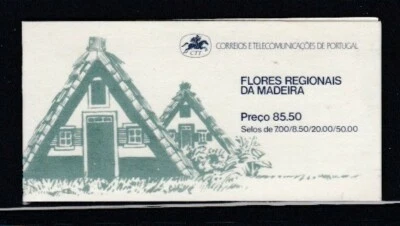 CTT
CORREIOS E TELECOMUNICAÇÕES DE PORTUGAL
FLORES REGIONAIS
DA MADEIRA
Preço 85.50
Selos de 7.00/8.50/20.00/50.00